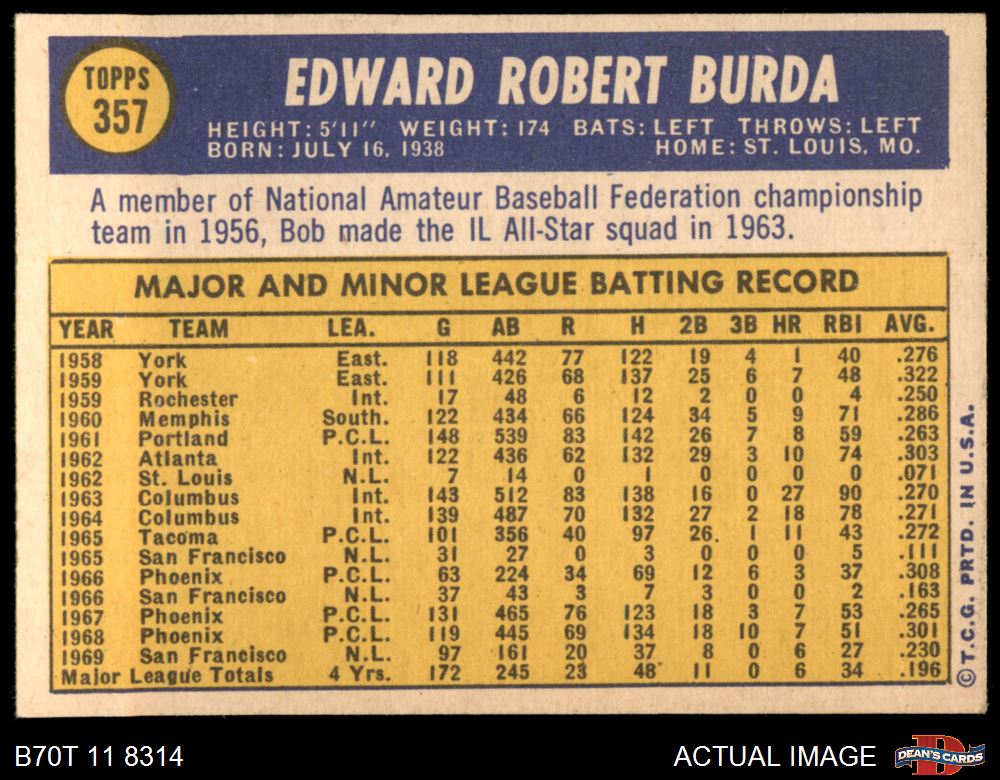 TOPPS
357
EDWARD ROBERT BURDA
HEIGHT: 5'11" WEIGHT: 174 BATS: LEFT THROWS: LEFT
BORN: JULY 16, 1938 HOME: ST. LOUIS, MO.
A member of National Amateur Baseball Federation championship
team in 1956, Bob made the IL All-Star squad in 1963.
MAJOR AND MINOR LEAGUE BATTING RECORD
YEAR TEAM LEA. G AB R H 2B 3B HR RBI AVG.
1958 York East. 118 442 77 122 19 4 1 40 .276
1959 York East. 111 426 68 137 25 6 7 48 .322
1959 Rochester Int. 17 48 6 12 2 0 0 4 .250
1960 Memphis South. 122 434 66 124 34 5 9 71 .286
1961 Portland P.C.L. 148 539 83 142 26 7 8 59 .263
1962 Atlanta Int. 122 436 62 132 29 3 10 74 .303
1962 St. Louis N.L. 7 14 0 1 0 0 0 0 .071
1963 Columbus Int. 143 512 83 138 16 0 27 90 .270
1964 Columbus Int. 139 487 70 132 27 2 18 78 .271
1965 Tacoma P.C.L. 101 356 40 97 26 1 11 43 .272
1965 San Francisco N.L. 31 27 0 3 0 0 0 5 .111
1966 Phoenix P.C.L. 63 224 34 69 12 6 3 37 .308
1966 San Francisco N.L. 37 43 3 7 3 0 0 2 .163
1967 Phoenix P.C.L. 131 465 76 123 18 3 7 53 .265
1968 Phoenix P.C.L. 119 445 69 134 18 10 7 51 .301
1969 San Francisco N.L. 97 161 20 37 8 0 6 27 .230
Major League Totals 4 Yrs. 172 245 23 48 11 0 6 34 .196
© T.C.G. PRTD. IN U.S.A.
B70T 11 8314 ACTUAL IMAGE
DEAN'S CARDS